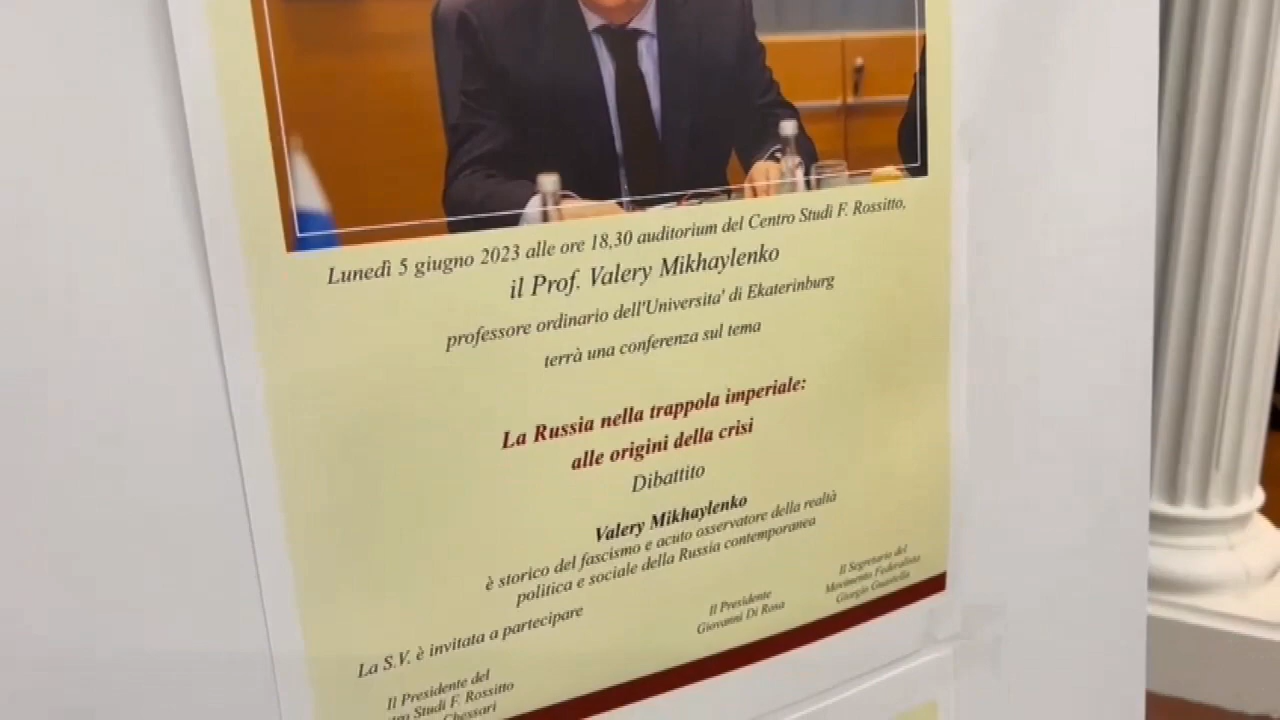 Lunedì 5 giugno 2023 alle ore 18,30 auditorium del Centro Studi F. Rossitto,
il Prof. Valery Mikhaylenko
professore ordinario dell'Universita' di Ekaterinburg
terrà una conferenza sul tema
La Russia nella trappola imperiale:
alle origini della crisi
Dibattito
Valery Mikhaylenko
è storico del fascismo e acuto osservatore della realtà
politica e sociale della Russia contemporanea
La S.V. è invitata a partecipare
Il Presidente del
Studi F. Rossitto
Chessari
Il Presidente
Giovanni Di Rosa
Il Segretario del
Movimento Federalista
Giorgio Guastella